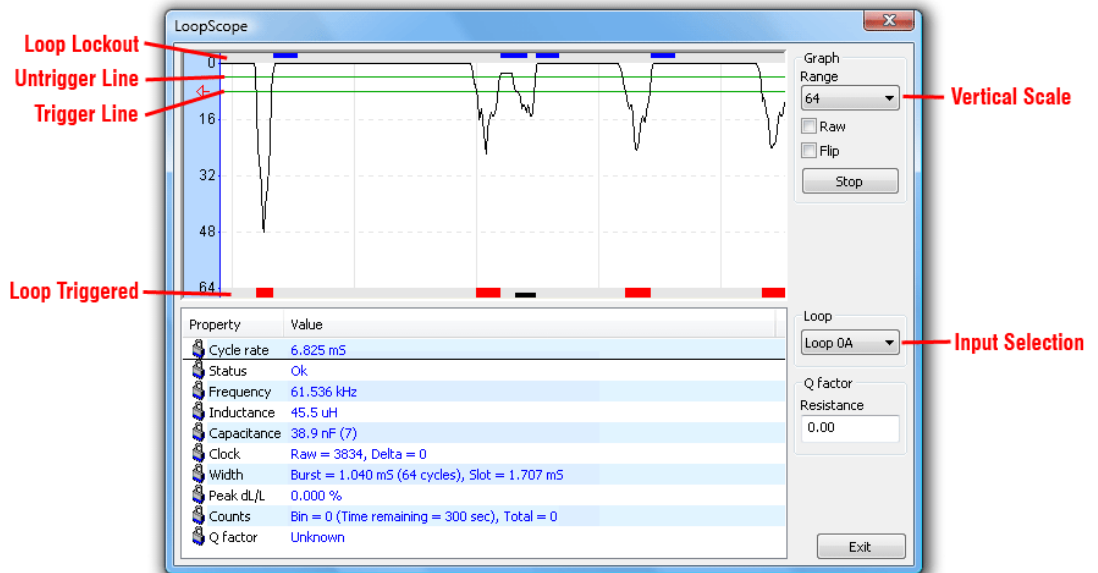 LoopScope
X
Loop Lockout
Untrigger Line
Trigger Line
0
16
32
48
64
Loop Triggered
Graph
Range
64
Vertical Scale
Raw
Flip
Stop
Property Value
Cycle rate 6.825 mS
Status Ok
Frequency 61.536 kHz
Inductance 45.5 uH
Capacitance 38.9 nF (7)
Clock Raw = 3834, Delta = 0
Width Burst = 1.040 mS (64 cycles), Slot = 1.707 mS
Peak dL/L 0.000 %
Counts Bin = 0 (Time remaining = 300 sec), Total = 0
Q factor Unknown
Loop
Loop 0A
Input Selection
Q factor
Resistance
0.00
Exit